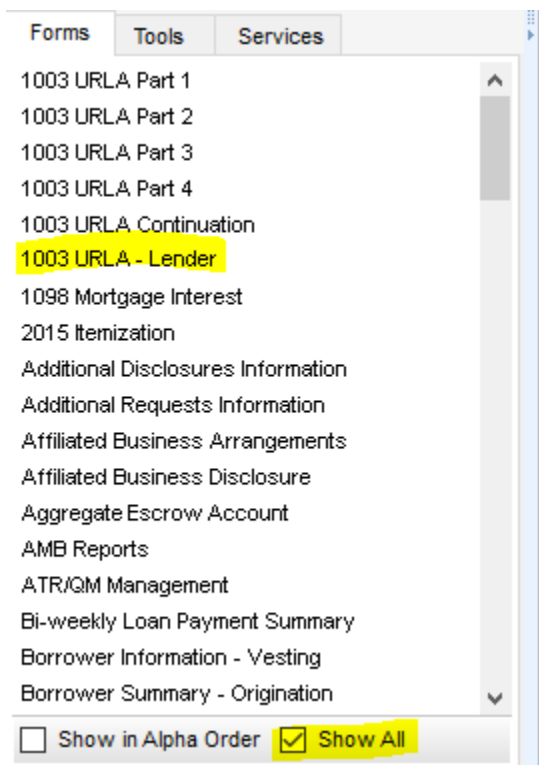 Forms Tools Services
1003 URLA Part 1
1003 URLA Part 2
1003 URLA Part 3
1003 URLA Part 4
1003 URLA Continuation
1003 URLA - Lender
1098 Mortgage Interest
2015 Itemization
Additional Disclosures Information
Additional Requests Information
Affiliated Business Arrangements
Affiliated Business Disclosure
Aggregate Escrow Account
AMB Reports
ATR/QM Management
Bi-weekly Loan Payment Summary
Borrower Information - Vesting
Borrower Summary - Origination
Show in Alpha Order Show All